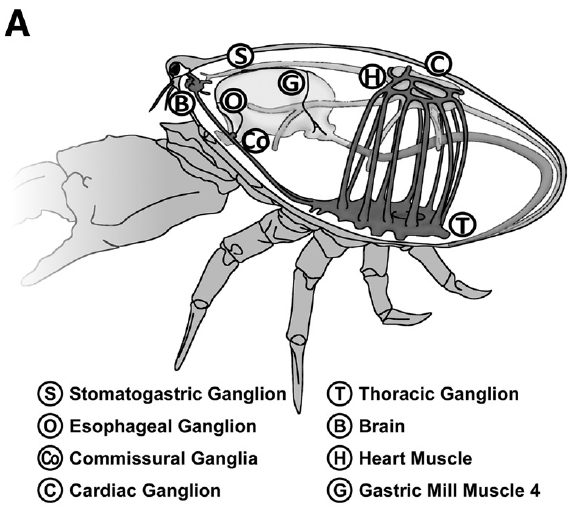 A
S
C
H
G
B
O
Co
T
S Stomatogastric Ganglion
O Esophageal Ganglion
Co Commissural Ganglia
C Cardiac Ganglion
T Thoracic Ganglion
B Brain
H Heart Muscle
G Gastric Mill Muscle 4